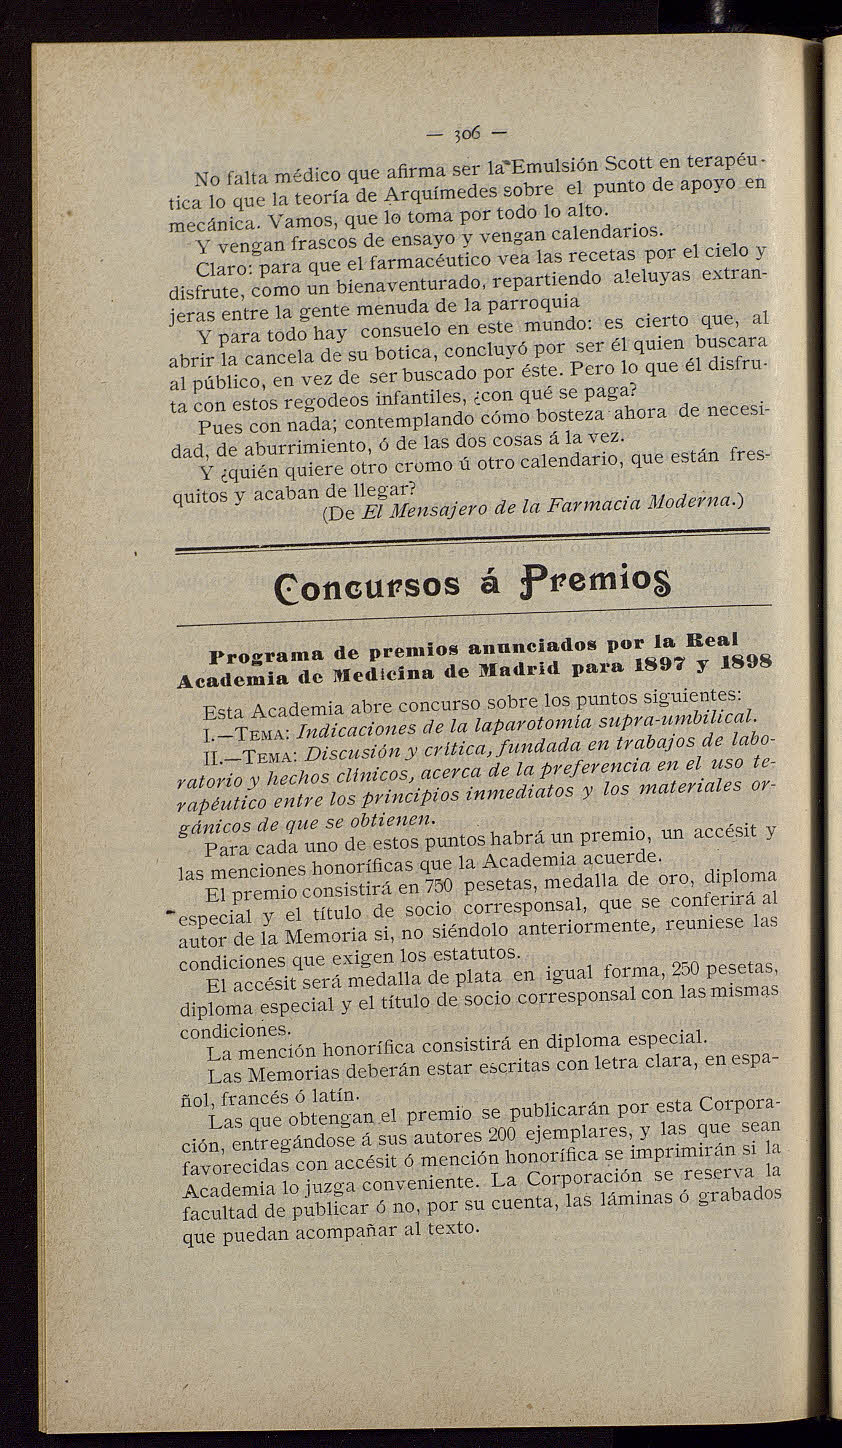 — 306 —
No falta médico que afirma ser la Emulsión Scott en terapéu-
tica lo que la teoría de Arquímedes sobre el punto de apoyo en
mecánica. Vamos, que lo toma por todo lo alto.
Y vengan frascos de ensayo y vengan calendarios.
Claro: para que el farmacéutico vea las recetas por el cielo y
disfrute, como un bienaventurado, repartiendo aleluyas extran-
jeras entre la gente menuda de la parroquia
Y para todo hay consuelo en este mundo: es cierto que, al
abrir la cancela de su botica, concluyó por ser él quien buscara
al público, en vez de ser buscado por éste. Pero lo que él disfru-
ta con estos regodeos infantiles, ¿con qué se paga?
Pues con nada; contemplando cómo bosteza ahora de necesi-
dad, de aburrimiento, ó de las dos cosas á la vez.
Y ¿quién quiere otro cromo ú otro calendario, que están fres-
quitos y acaban de llegar?
(De El Mensajero de la Farmacia Moderna.)
Concursos á Premios
Programa de premios anunciados por la Real
Academia de Medicina de Madrid para 1897 y 1898
Esta Academia abre concurso sobre los puntos siguientes:
I.—TEMA: Indicaciones de la laparotomía supra-umbilical.
II.—TEMA: Discusión y crítica, fundada en trabajos de labo-
ratorio y hechos clínicos, acerca de la preferencia en el uso te-
rapéutico entre los principios inmediatos y los materiales or-
gánicos de que se obtienen.
Para cada uno de estos puntos habrá un premio, un accésit y
las menciones honoríficas que la Academia acuerde.
El premio consistirá en 750 pesetas, medalla de oro, diploma
especial y el título de socio corresponsal, que se conferirá al
autor de la Memoria si, no siéndolo anteriormente, reuniese las
condiciones que exigen los estatutos.
El accésit será medalla de plata en igual forma, 250 pesetas,
diploma especial y el título de socio corresponsal con las mismas
condiciones.
La mención honorífica consistirá en diploma especial.
Las Memorias deberán estar escritas con letra clara, en espa-
ñol, francés ó latín.
Las que obtengan el premio se publicarán por esta Corpora-
ción, entregándose á sus autores 200 ejemplares, y las que sean
favorecidas con accésit ó mención honorífica se imprimirán si la
Academia lo juzga conveniente. La Corporación se reserva la
facultad de publicar ó no, por su cuenta, las láminas ó grabados
que puedan acompañar al texto.